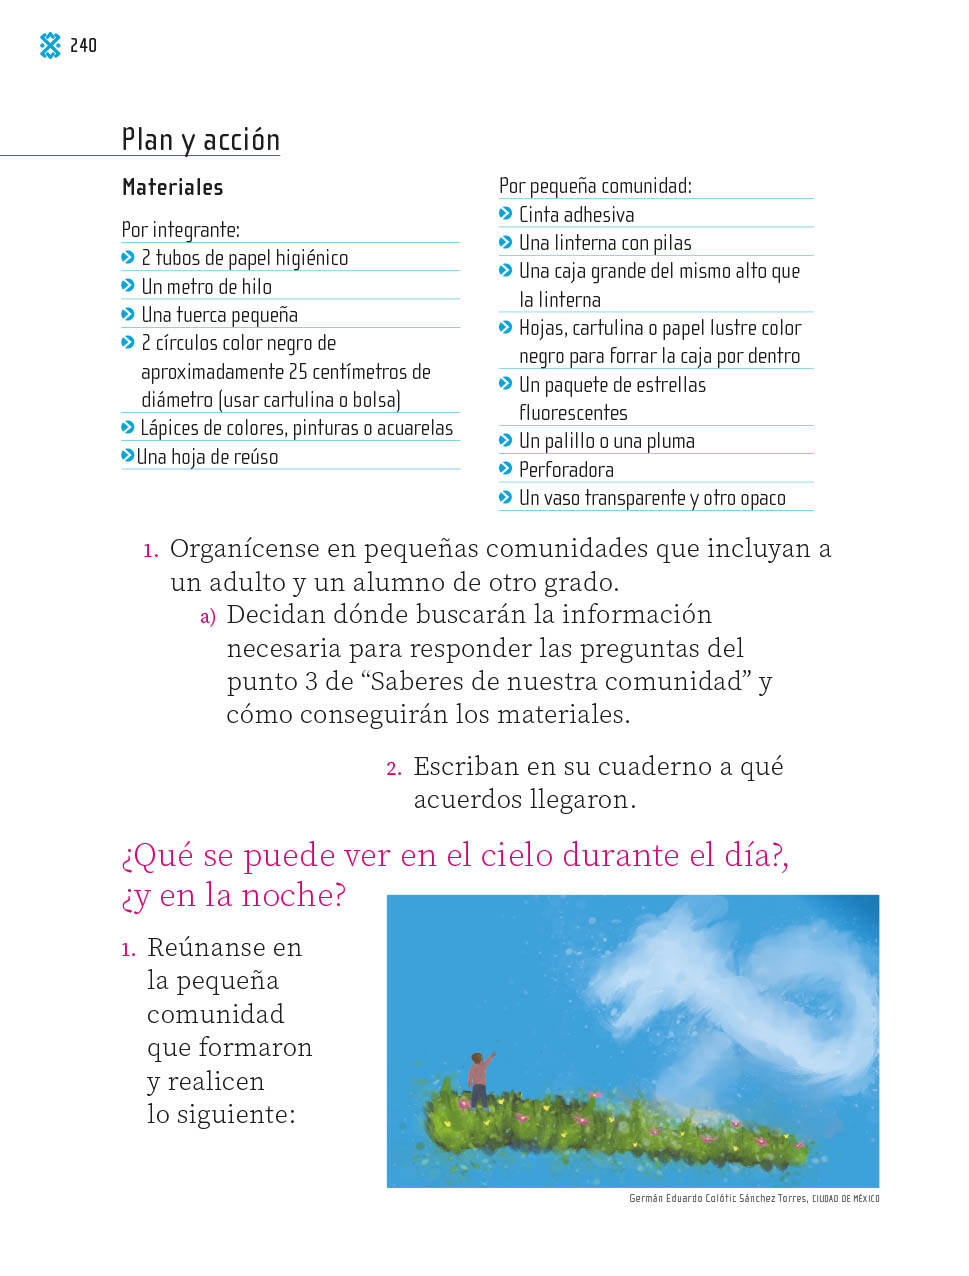 240
Plan y acción
Materiales
Por integrante:
2 tubos de papel higiénico
Un metro de hilo
Una tuerca pequeña
2 círculos color negro de
aproximadamente 25 centímetros de
diámetro (usar cartulina o bolsa)
Lápices de colores, pinturas o acuarelas
Una hoja de reúso
Por pequeña comunidad:
Cinta adhesiva
Una linterna con pilas
Una caja grande del mismo alto que
la linterna
Hojas, cartulina o papel lustre color
negro para forrar la caja por dentro
Un paquete de estrellas
fluorescentes
Un palillo o una pluma
Perforadora
Un vaso transparente y otro opaco
1. Organícense en pequeñas comunidades que incluyan a
un adulto y un alumno de otro grado.
a) Decidan dónde buscarán la información
necesaria para responder las preguntas del
punto 3 de “Saberes de nuestra comunidad” y
cómo conseguirán los materiales.
2. Escriban en su cuaderno a qué
acuerdos llegaron.
¿Qué se puede ver en el cielo durante el día?,
¿y en la noche?
1. Reúnanse en
la pequeña
comunidad
que formaron
y realicen
lo siguiente:
Germán Eduardo Colótic Sánchez Torres, CIUDAD DE MÉXICO